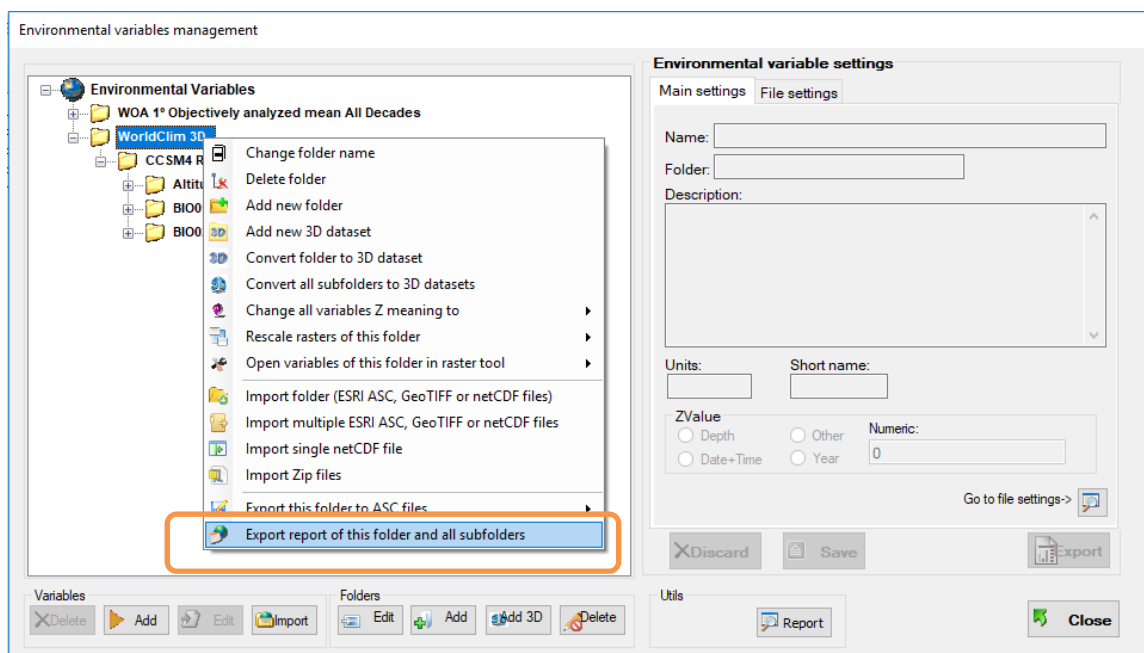 Environmental variables management
Environmental Variables
WOA 1º Objectively analyzed mean All Decades
WorldClim 3D
CCSM4 R
Altitu
BIO0
BIO0
Change folder name
Delete folder
Add new folder
3D Add new 3D dataset
3D Convert folder to 3D dataset
Convert all subfolders to 3D datasets
Change all variables Z meaning to
Rescale rasters of this folder
Open variables of this folder in raster tool
Import folder (ESRI ASC, GeoTIFF or netCDF files)
Import multiple ESRI ASC, GeoTIFF or netCDF files
Import single netCDF file
Import Zip files
Export this folder to ASC files
Export report of this folder and all subfolders
Environmental variable settings
Main settings File settings
Name:
Folder:
Description:
Units: Short name:
ZValue
Depth Other Numeric:
Date+Time Year 0
Go to file settings->
Discard Save Export
Variables
Delete Add Edit Import
Folders
Edit Add Add 3D Delete
Utils
Report
Close